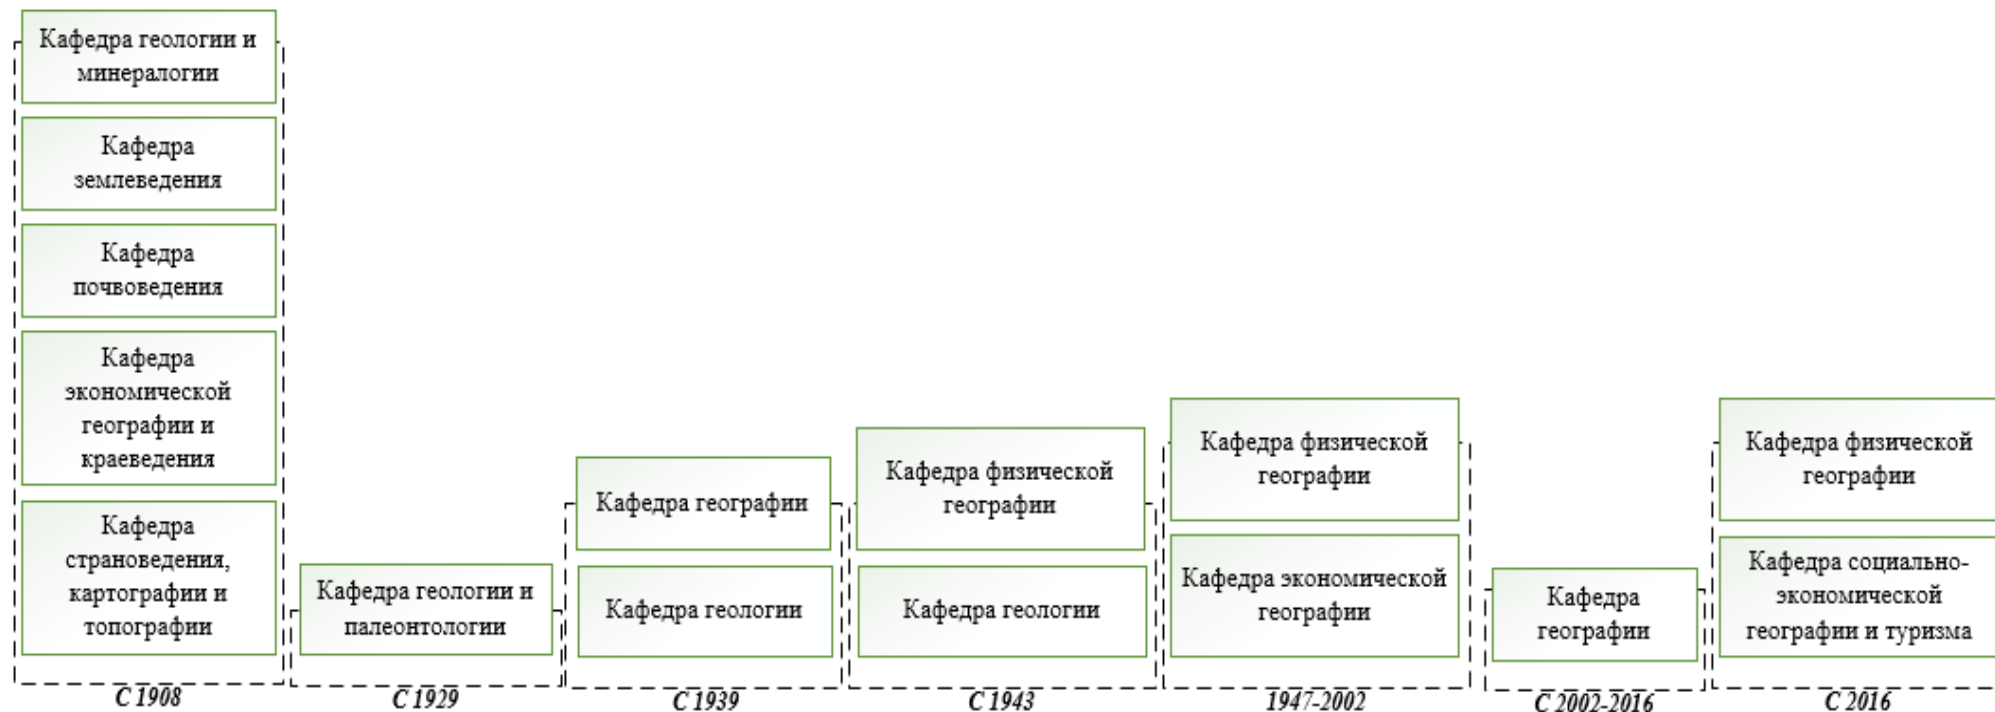 Кафедра геологии и
минералогии
Кафедра
землеведения
Кафедра
почвоведения
Кафедра
экономической
географии и
краеведения
Кафедра
страноведения,
картографии и
топографии
С 1908
Кафедра геологии и
палеонтологии
С 1929
Кафедра географии
Кафедра геологии
С 1939
Кафедра физической
географии
Кафедра геологии
С 1943
Кафедра физической
географии
Кафедра экономической
географии
1947-2002
Кафедра
географии
С 2002-2016
Кафедра физической
географии
Кафедра социально-
экономической
географии и туризма
С 2016